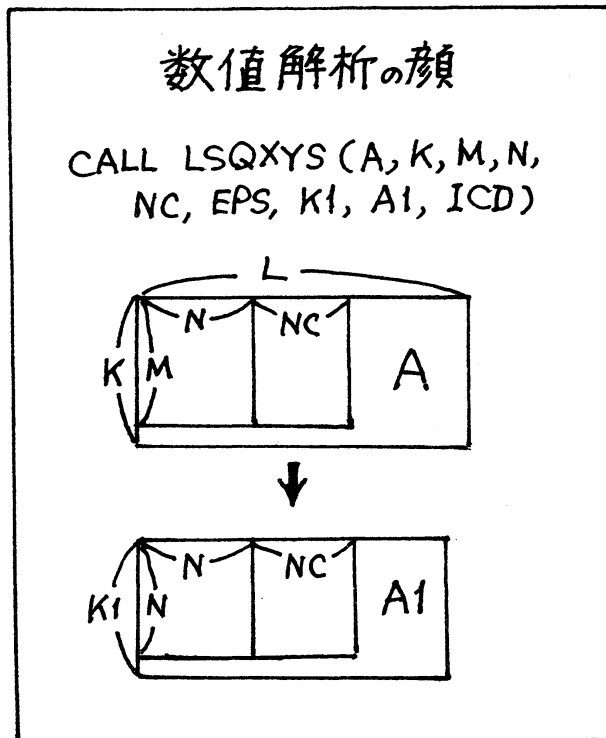 数値解析の顔
CALL LSQXYS (A, K, M, N,
NC, EPS, K1, A1, ICD)
L
N
NC
K
M
A
N
NC
K1
N
A1